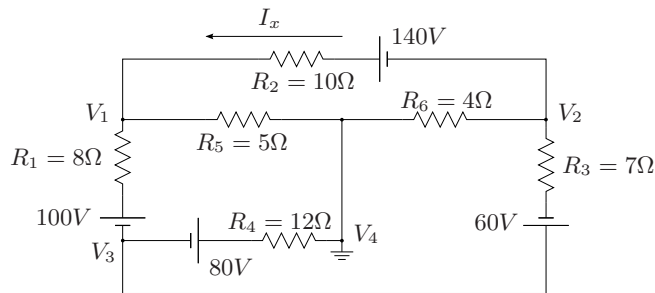 I_x
140V
R_2 = 10Ω
R_6 = 4Ω
V_1
V_2
R_5 = 5Ω
R_1 = 8Ω
R_3 = 7Ω
100V
R_4 = 12Ω
60V
V_3
V_4
80V